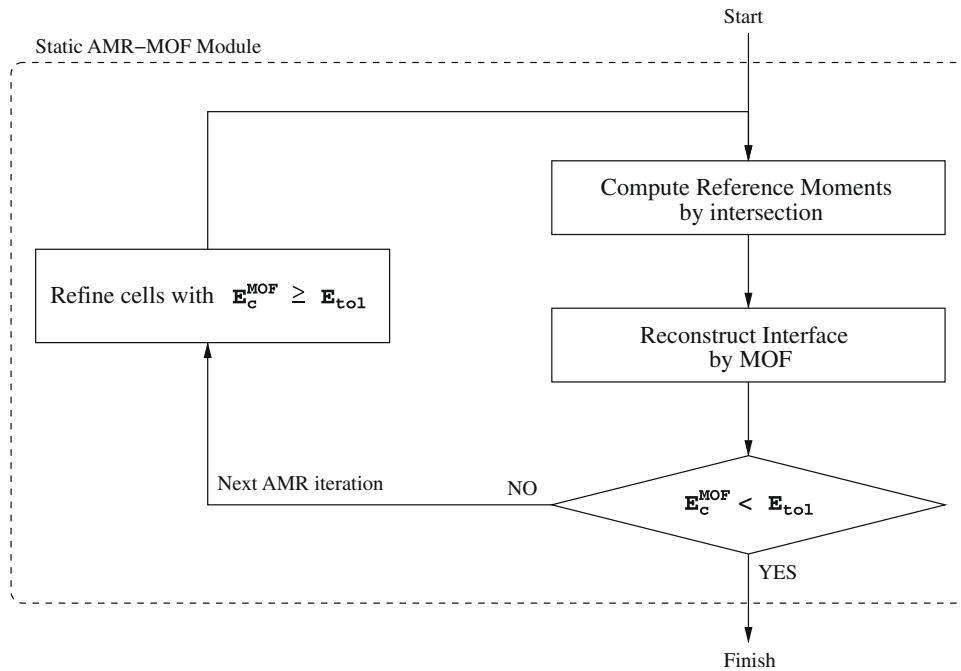 Start
Static AMR–MOF Module
Compute Reference Moments
by intersection
Refine cells with E_c^MOF ≥ E_tol
Reconstruct Interface
by MOF
Next AMR iteration
NO
E_c^MOF < E_tol
YES
Finish